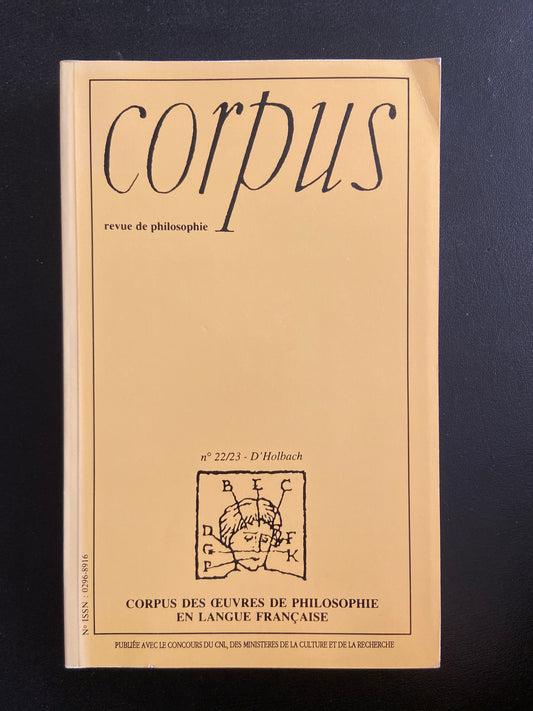 corpus
revue de philosophie
n° 22/23 - D'Holbach
B E C
D F
G K
P
CORPUS DES ŒUVRES DE PHILOSOPHIE
EN LANGUE FRANÇAISE
PUBLIÉE AVEC LE CONCOURS DU CNL, DES MINISTERES DE LA CULTURE ET DE LA RECHERCHE
N° ISSN : 0296-8916